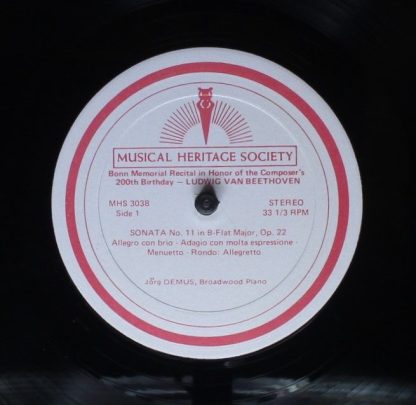 MUSICAL HERITAGE SOCIETY
Bonn Memorial Recital in Honor of the Composer's
200th Birthday — LUDWIG VAN BEETHOVEN
MHS 3038 STEREO
Side 1 33 1/3 RPM
SONATA No. 11 in B-Flat Major, Op. 22
Allegro con brio - Adagio con molta espressione -
Menuetto - Rondo: Allegretto
Jörg DEMUS, Broadwood Piano